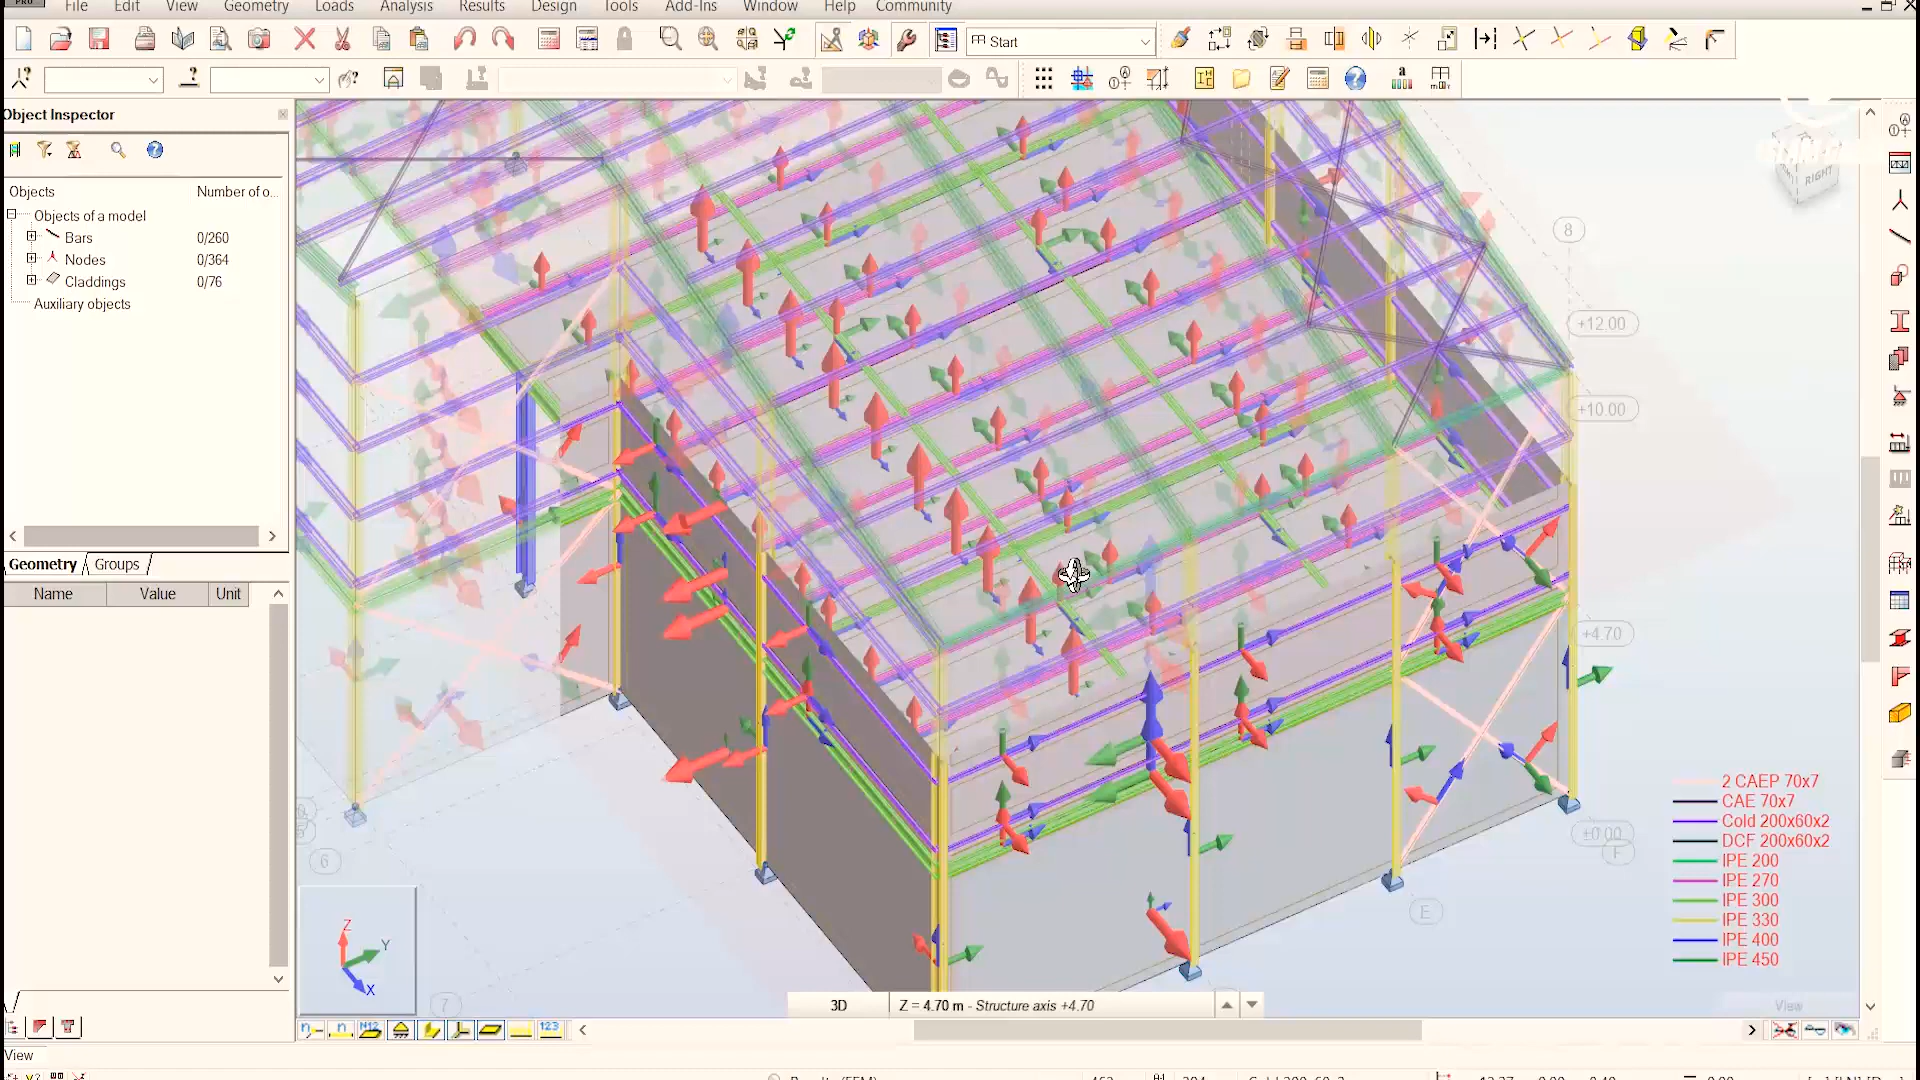 PRO
File Edit View Geometry Loads Analysis Results Design Tools Add-Ins Window Help Community
Start
Object Inspector
Objects Number of o...
Objects of a model
Bars 0/260
Nodes 0/364
Claddings 0/76
Auxiliary objects
Geometry Groups
Name Value Unit
RIGHT
8
+12.00
+10.00
+4.70
±0.00
F
E
6
7
2 CAEP 70x7
CAE 70x7
Cold 200x60x2
DCF 200x60x2
IPE 200
IPE 270
IPE 300
IPE 330
IPE 400
IPE 450
Z
Y
X
View
3D Z = 4.70 m - Structure axis +4.70
View